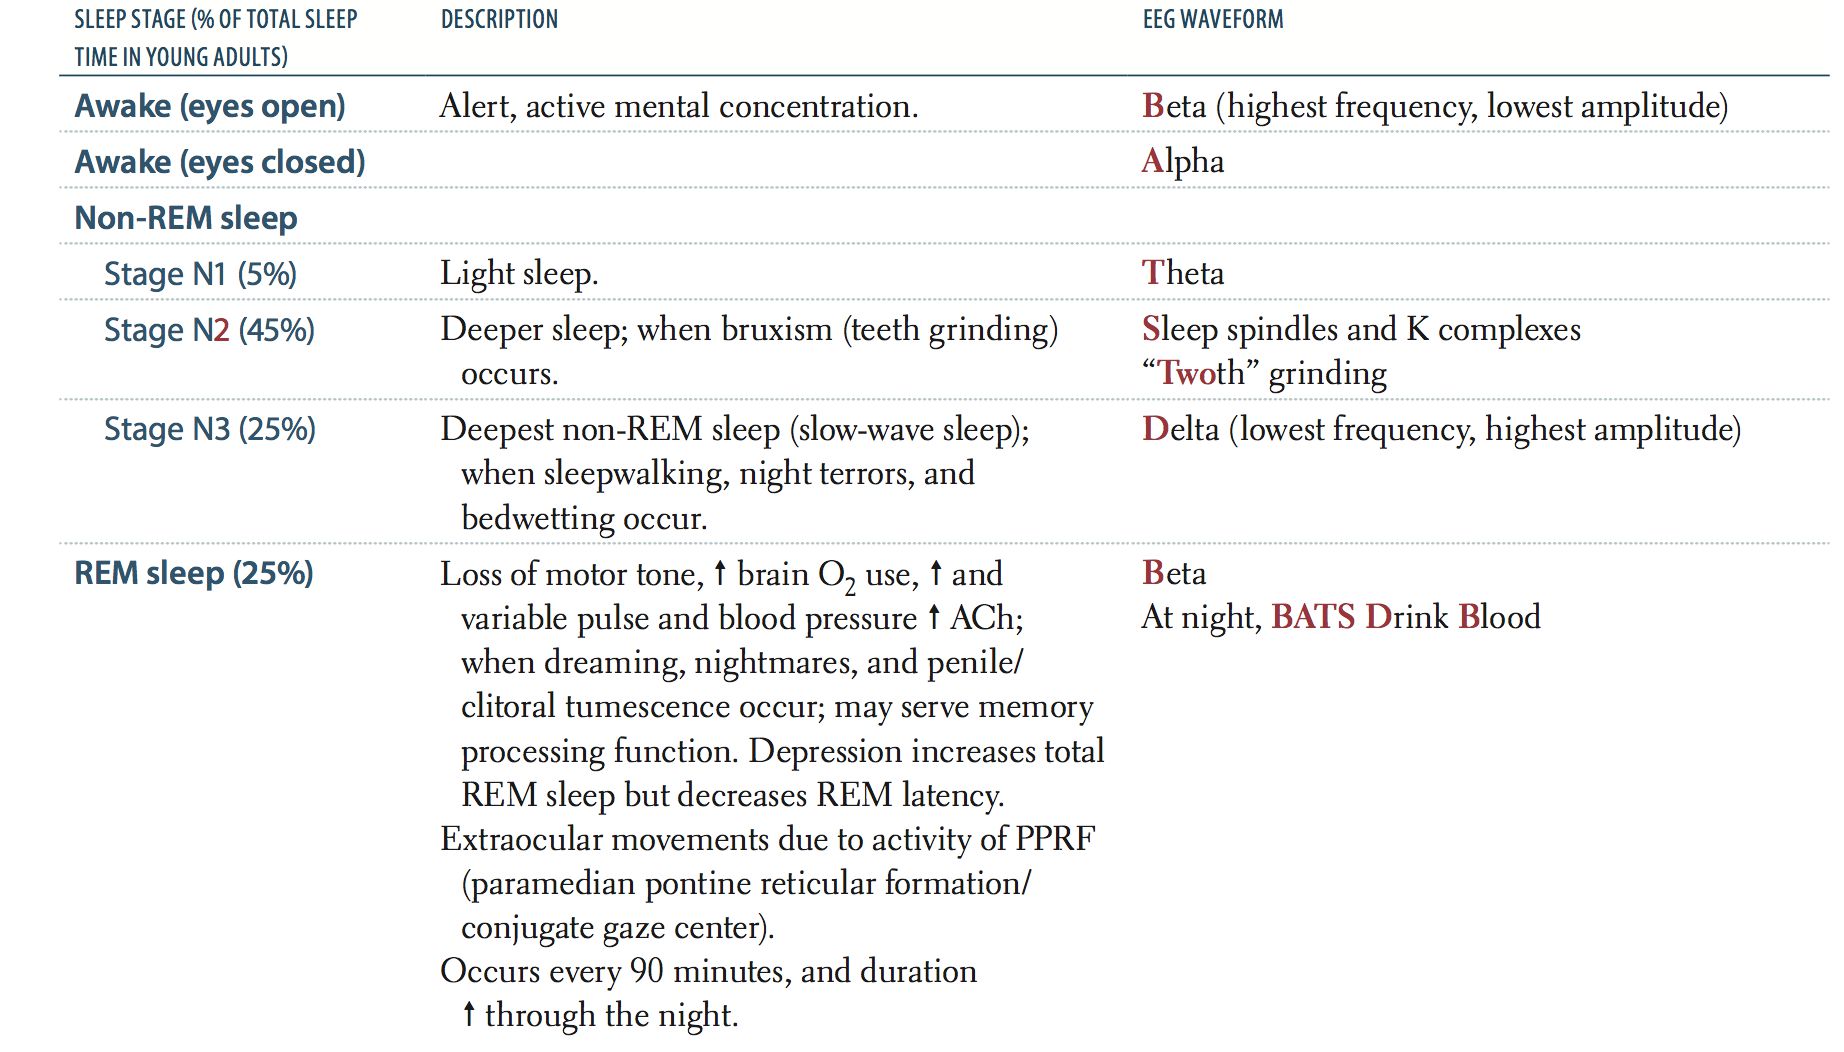 SLEEP STAGE (% OF TOTAL SLEEP
TIME IN YOUNG ADULTS)
DESCRIPTION
EEG WAVEFORM
Awake (eyes open)
Alert, active mental concentration.
Beta (highest frequency, lowest amplitude)
Awake (eyes closed)
Alpha
Non-REM sleep
Stage N1 (5%)
Light sleep.
Theta
Stage N2 (45%)
Deeper sleep; when bruxism (teeth grinding)
occurs.
Sleep spindles and K complexes
“Twoth” grinding
Stage N3 (25%)
Deepest non-REM sleep (slow-wave sleep);
when sleepwalking, night terrors, and
bedwetting occur.
Delta (lowest frequency, highest amplitude)
REM sleep (25%)
Loss of motor tone, ↑ brain O2 use, ↑ and
variable pulse and blood pressure ↑ ACh;
when dreaming, nightmares, and penile/
clitoral tumescence occur; may serve memory
processing function. Depression increases total
REM sleep but decreases REM latency.
Extraocular movements due to activity of PPRF
(paramedian pontine reticular formation/
conjugate gaze center).
Occurs every 90 minutes, and duration
↑ through the night.
Beta
At night, BATS Drink Blood